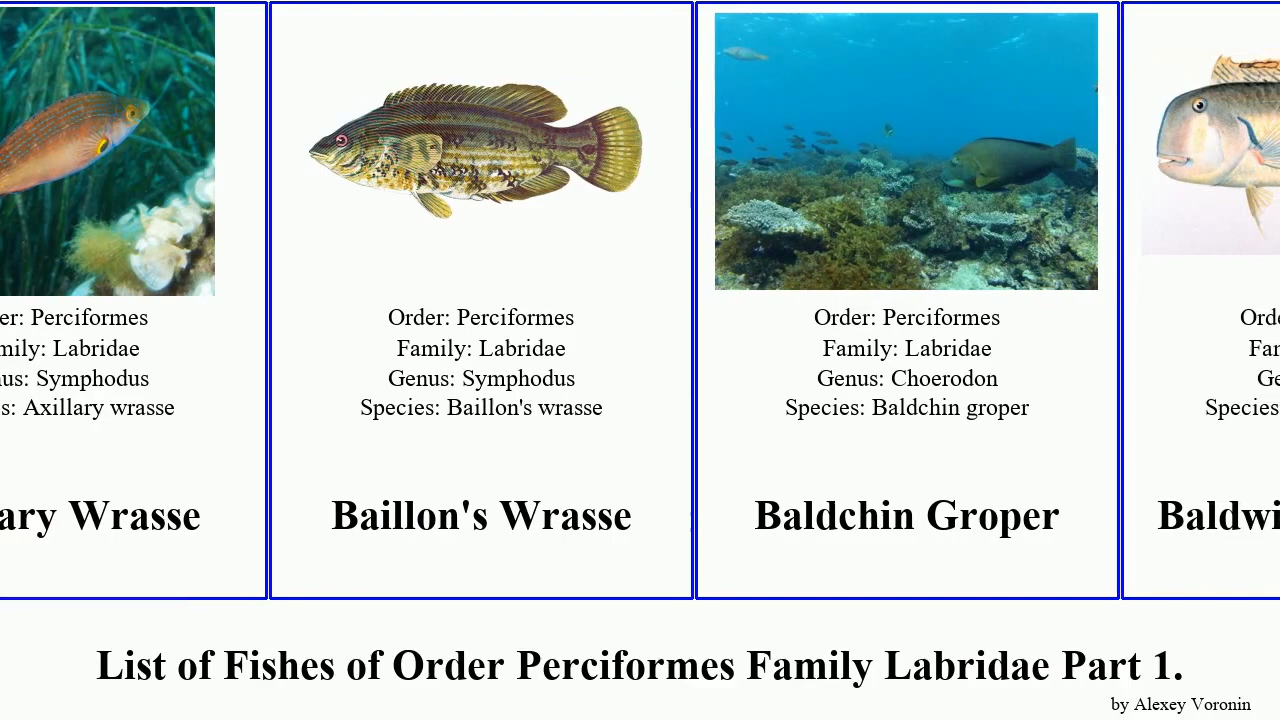 er: Perciformes
mily: Labridae
us: Symphodus
s: Axillary wrasse
ary Wrasse
Order: Perciformes
Family: Labridae
Genus: Symphodus
Species: Baillon's wrasse
Baillon's Wrasse
Order: Perciformes
Family: Labridae
Genus: Choerodon
Species: Baldchin groper
Baldchin Groper
Orde
Fan
Ge
Species:
Baldwi
List of Fishes of Order Perciformes Family Labridae Part 1.
by Alexey Voronin